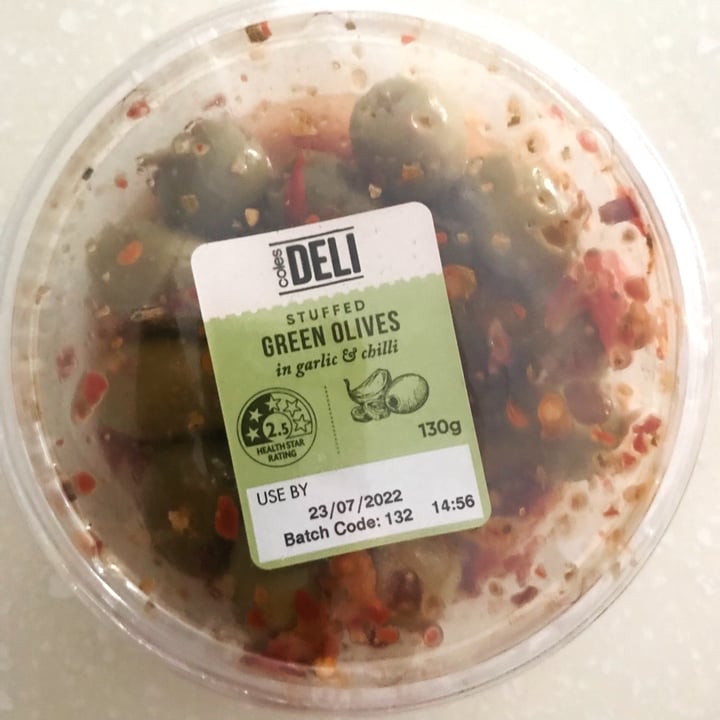 coles DELI
STUFFED
GREEN OLIVES
in garlic & chilli
2.5
HEALTH STAR
RATING
130g
USE BY
23/07/2022
Batch Code: 132 14:56